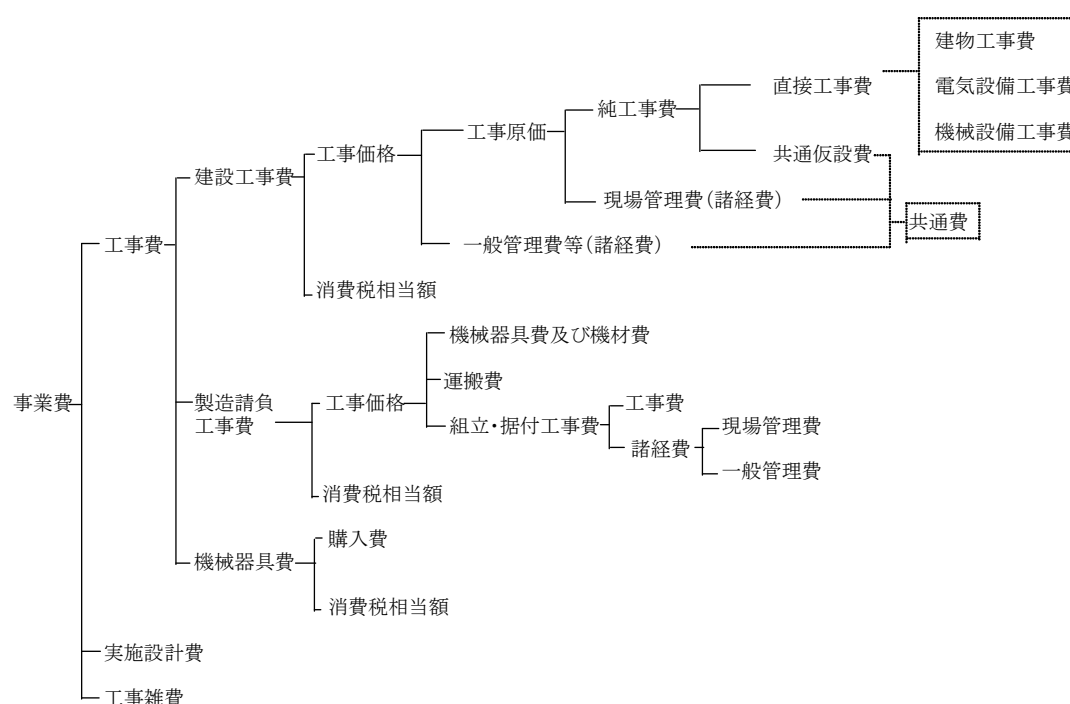 事業費
工事費
建設工事費
工事価格
工事原価
純工事費
直接工事費
建物工事費
電気設備工事費
機械設備工事費
共通仮設費
現場管理費(諸経費)
共通費
一般管理費等(諸経費)
消費税相当額
製造請負
工事費
工事価格
機械器具費及び機材費
運搬費
組立・据付工事費
工事費
諸経費
現場管理費
一般管理費
消費税相当額
機械器具費
購入費
消費税相当額
実施設計費
工事雑費